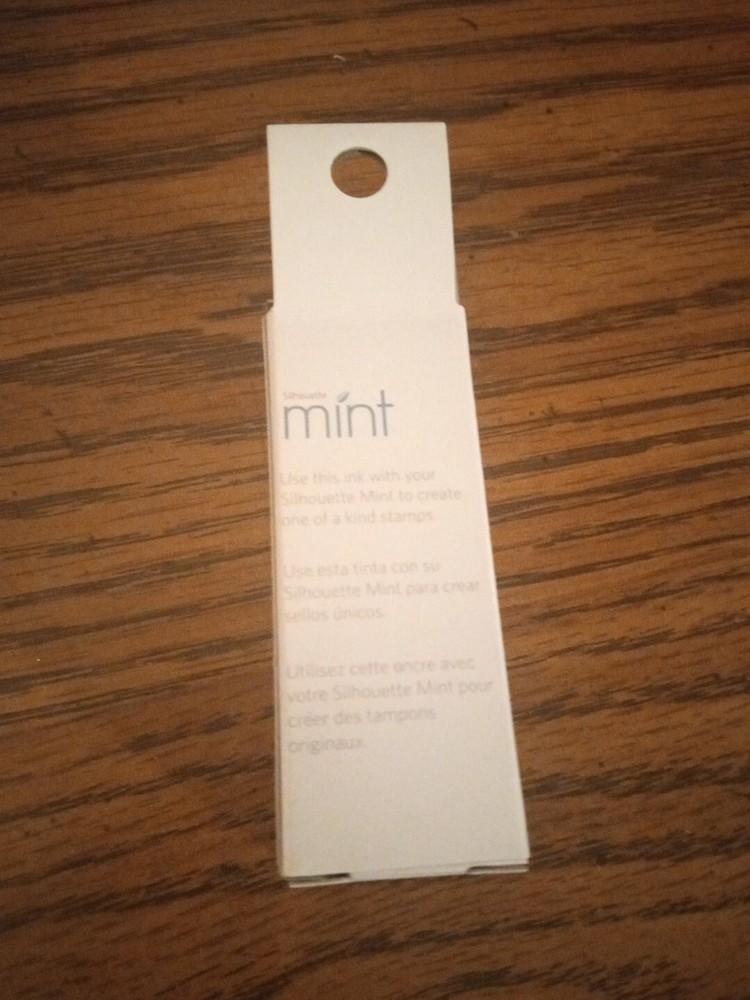 Silhouette
mint
Use this ink with your
Silhouette Mint to create
one of a kind stamps.
Use esta tinta con su
Silhouette Mint para crear
sellos únicos.
Utilisez cette encre avec
votre Silhouette Mint pour
créer des tampons
originaux.